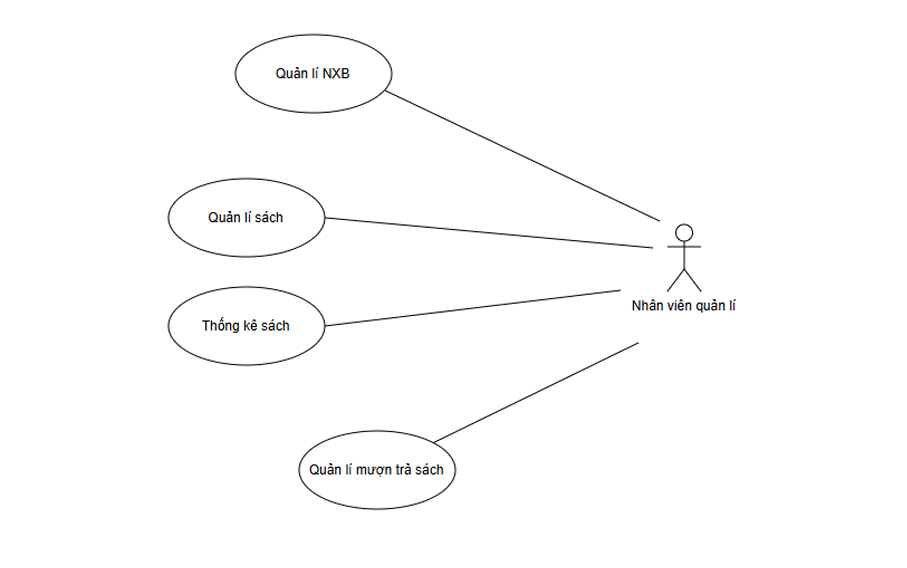 Quản lí NXB
Quản lí sách
Nhân viên quản lí
Thống kê sách
Quản lí mượn trả sách